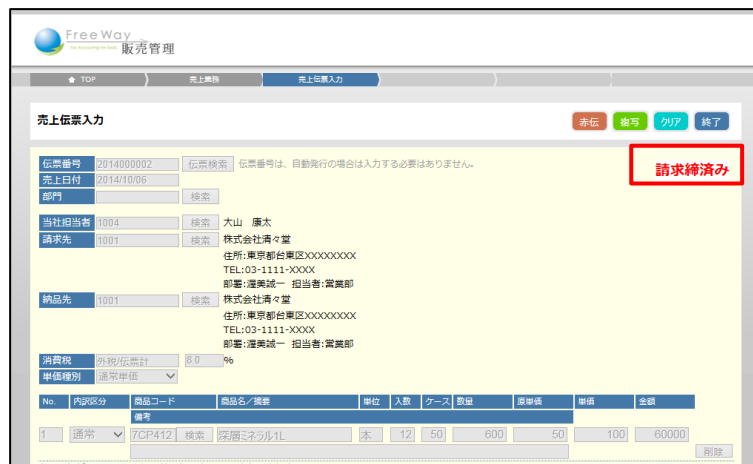 FreeWay
販売管理
TOP 売上業務 売上伝票入力
売上伝票入力 赤伝 複写 クリア 終了
請求締済み
伝票番号 2014000002 伝票検索 伝票番号は、自動発行の場合は入力する必要はありません。
売上日付 2014/10/06
部門 検索
当社担当者 1004 検索 大山 康太
請求先 1001 検索 株式会社清々堂
住所:東京都台東区XXXXXXXX
TEL:03-1111-XXXX
部署:渥美誠一 担当者:営業部
納品先 1001 検索 株式会社清々堂
住所:東京都台東区XXXXXXXX
TEL:03-1111-XXXX
部署:渥美誠一 担当者:営業部
消費税 外税/伝票計 8.0 %
単価種別 通常単価
No. 内訳区分 商品コード 商品名/摘要 単位 入数 ケース 数量 原単価 単価 金額
備考
1 通常 7CP412 検索 深層ミネラル1L 本 12 50 600 50 100 60000
削除